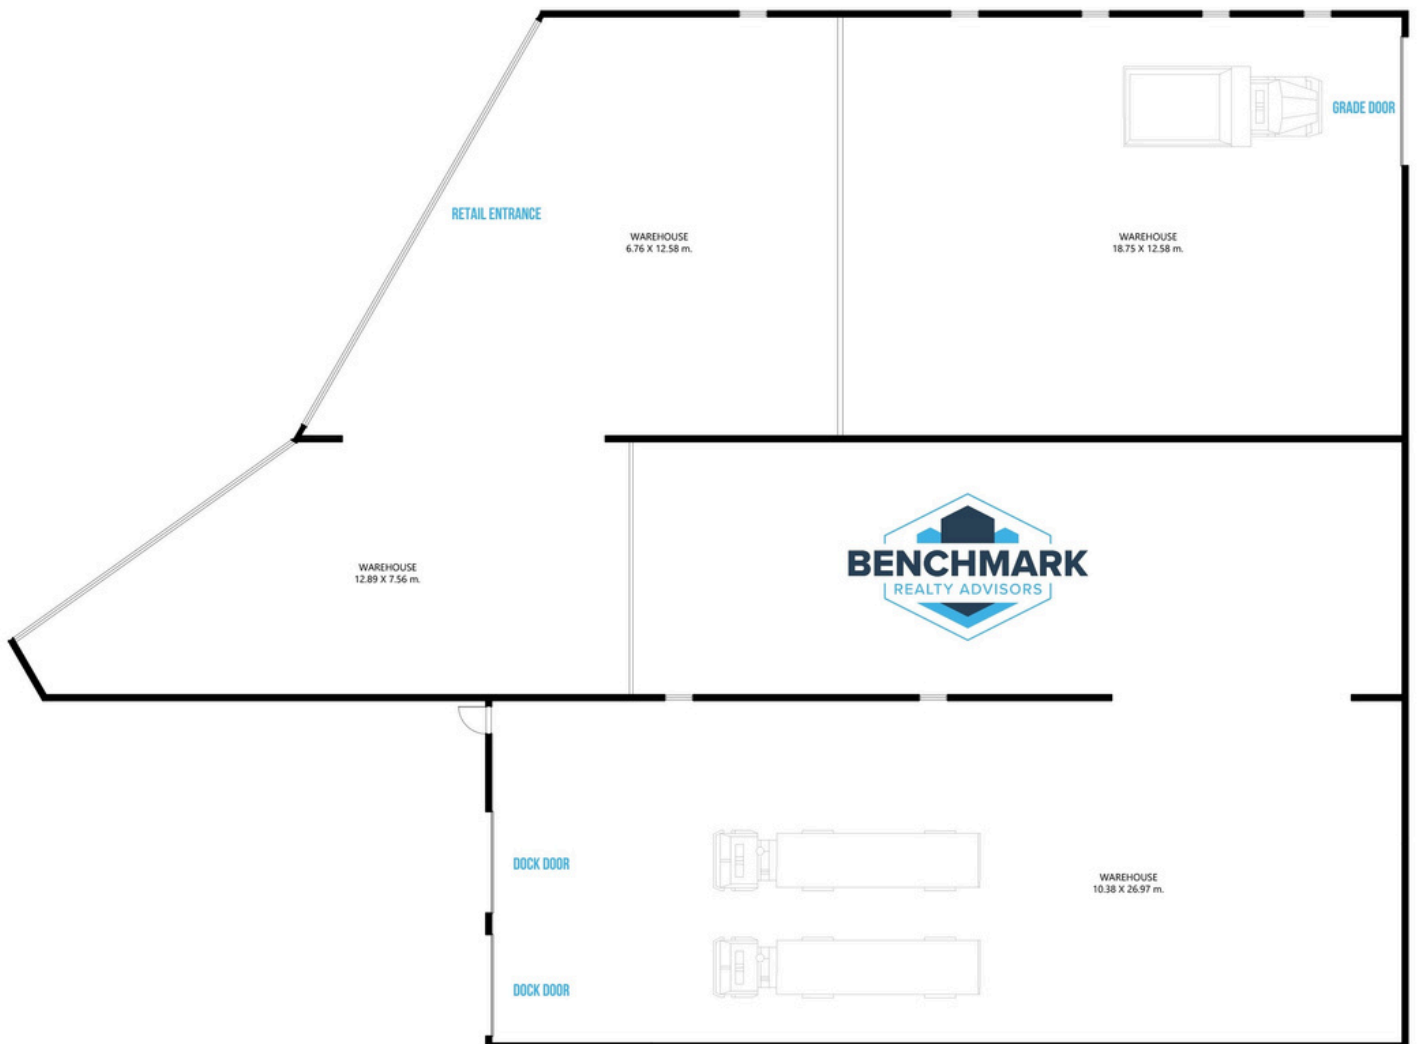 GRADE DOOR
RETAIL ENTRANCE
WAREHOUSE
6.76 X 12.58 m.
WAREHOUSE
18.75 X 12.58 m.
BENCHMARK
REALTY ADVISORS
WAREHOUSE
12.89 X 7.56 m.
DOCK DOOR
WAREHOUSE
10.38 X 26.97 m.
DOCK DOOR